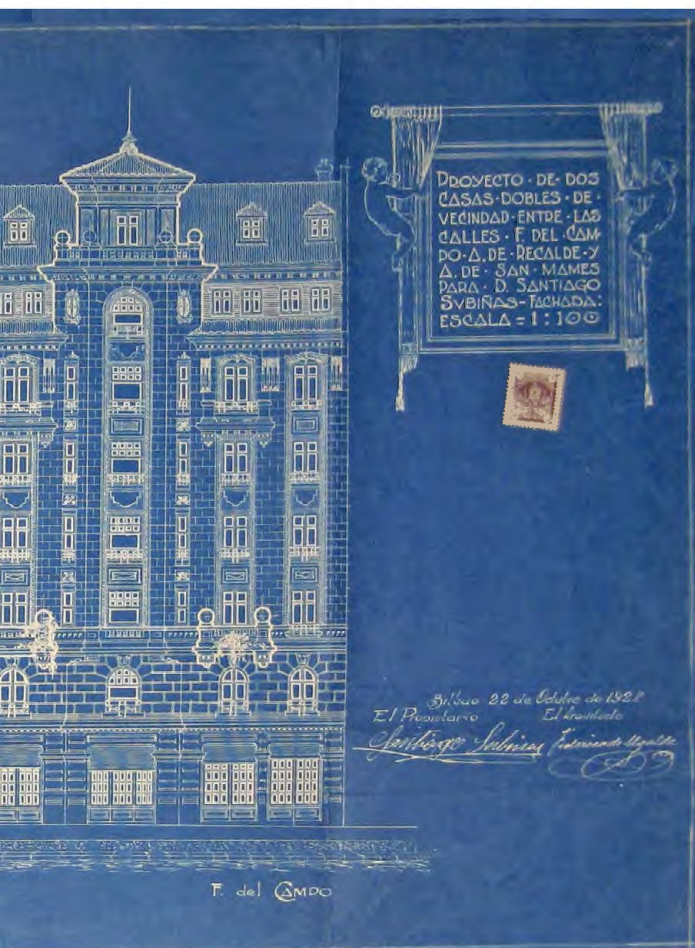 PROYECTO · DE · DOS
CASAS · DOBLES · DE ·
VECINDAD · ENTRE · LAS
CALLES · F. DEL · CAM-
PO · A. DE · RECALDE · Y
A. DE · SAN · MAMES
PARA · D. SANTIAGO
SVBIÑAS - FACHADA:
ESCALA = 1:100
Bilbao 22 de Octubre de 1928
El Propietario El Arquitecto
Santiago Subiñas
F. del CAMPO